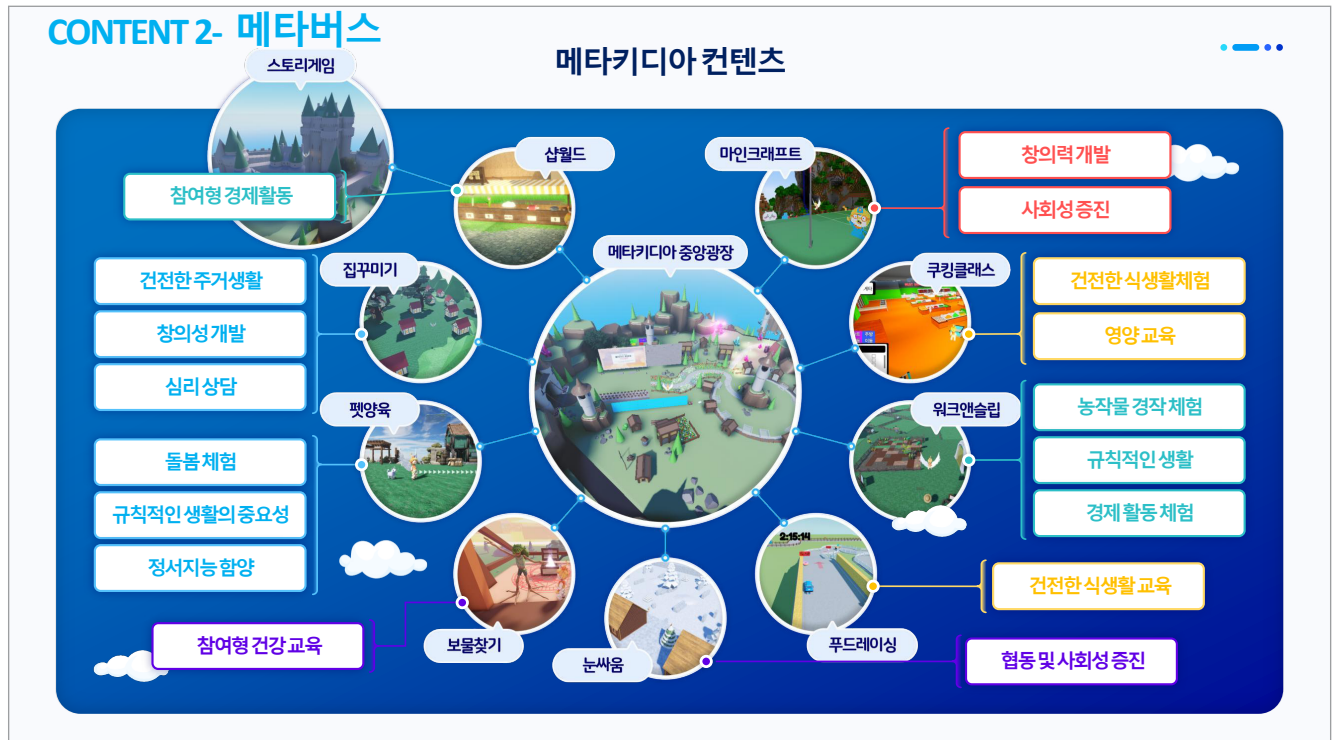 CONTENT 2- 메타버스
메타키디아 컨텐츠
스토리게임
샵월드
참여형 경제활동
마인크래프트
창의력 개발
사회성 증진
메타키디아 중앙광장
집꾸미기
건전한 주거생활
창의성 개발
심리 상담
쿠킹클래스
건전한 식생활체험
영양 교육
펫양육
돌봄 체험
규칙적인 생활의 중요성
정서지능 함양
워크앤슬립
농작물 경작 체험
규칙적인 생활
경제 활동 체험
2:15:14
푸드레이싱
건전한 식생활 교육
보물찾기
참여형 건강 교육
눈싸움
협동 및 사회성 증진